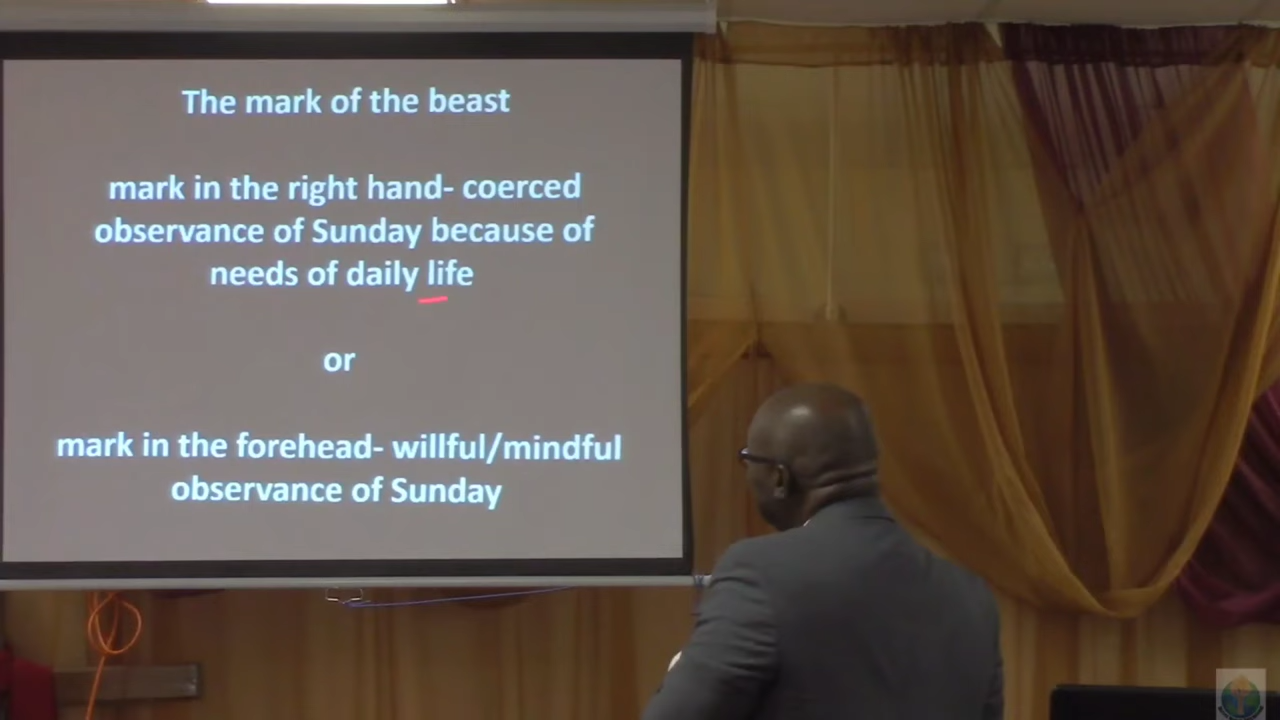 The mark of the beast
mark in the right hand- coerced
observance of Sunday because of
needs of daily life
or
mark in the forehead- willful/mindful
observance of Sunday